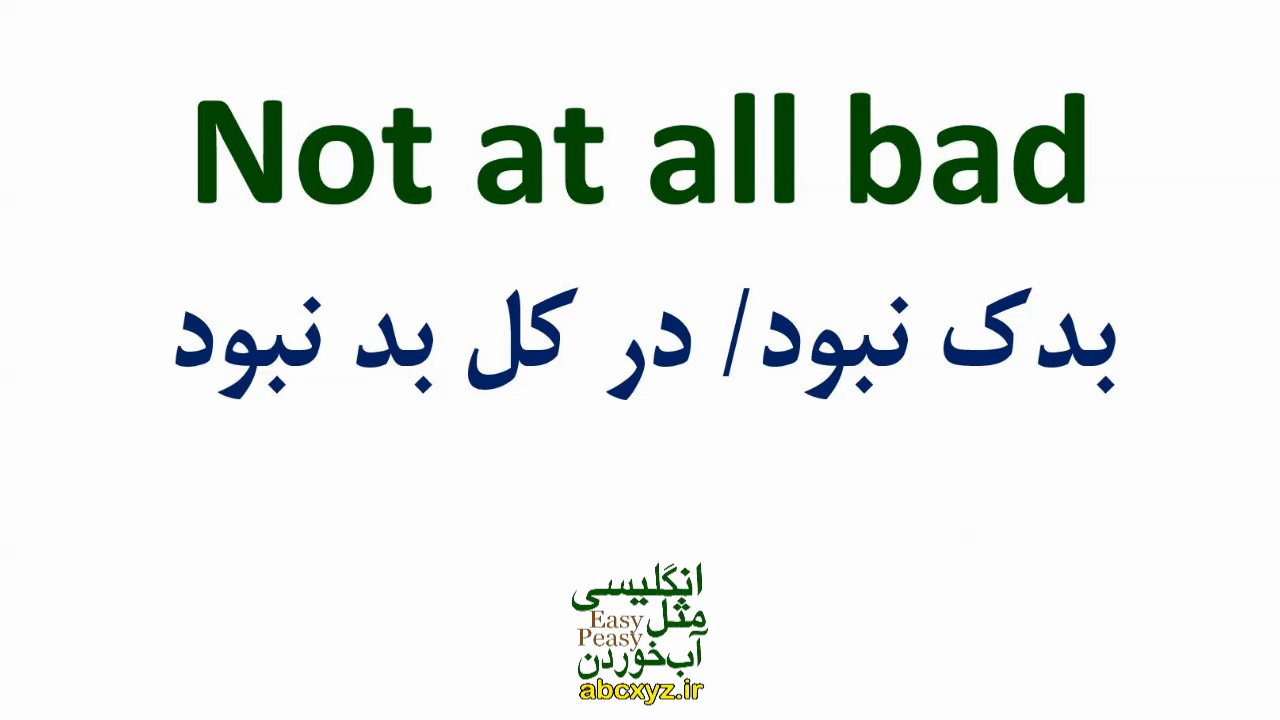 Not at all bad
بدک نبود/ در کل بد نبود
انگلیسی
مثل Easy
Peasy
آب‌خوردن
abcxyz.ir